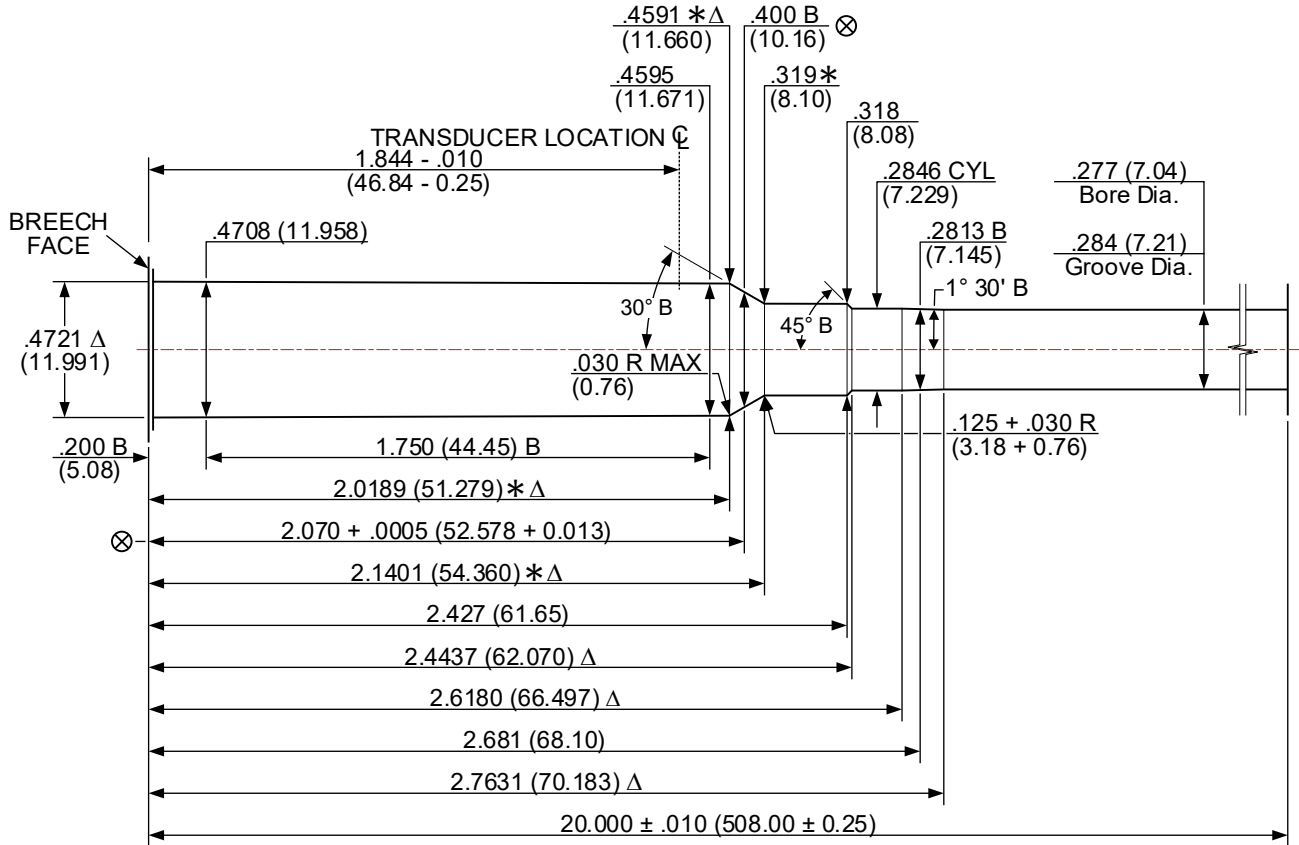 .4591 ∗Δ
(11.660)
.400 B ⊗
(10.16)
.4595
(11.671)
.319∗
(8.10)
.318
(8.08)
TRANSDUCER LOCATION ℄
1.844 - .010
(46.84 - 0.25)
.2846 CYL
(7.229)
.277 (7.04)
Bore Dia.
BREECH
FACE
.4708 (11.958)
.2813 B
(7.145)
.284 (7.21)
Groove Dia.
1° 30' B
30° B
45° B
.4721 Δ
(11.991)
.030 R MAX
(0.76)
.125 + .030 R
(3.18 + 0.76)
.200 B
(5.08)
1.750 (44.45) B
2.0189 (51.279)∗Δ
⊗
2.070 + .0005 (52.578 + 0.013)
2.1401 (54.360)∗Δ
2.427 (61.65)
2.4437 (62.070) Δ
2.6180 (66.497) Δ
2.681 (68.10)
2.7631 (70.183) Δ
20.000 ± .010 (508.00 ± 0.25)